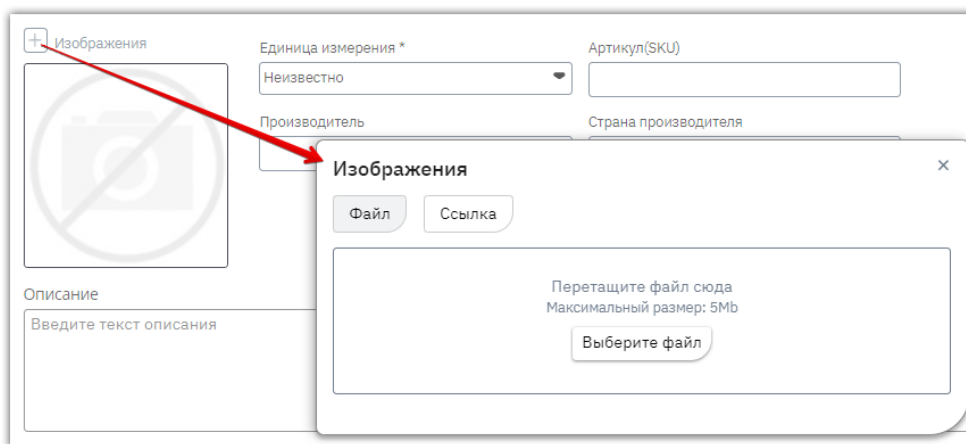 Изображения
Единица измерения *
Артикул(SKU)
Неизвестно
Производитель
Страна производителя
Изображения
Файл
Ссылка
Перетащите файл сюда
Максимальный размер: 5Mb
Выберите файл
Описание
Введите текст описания